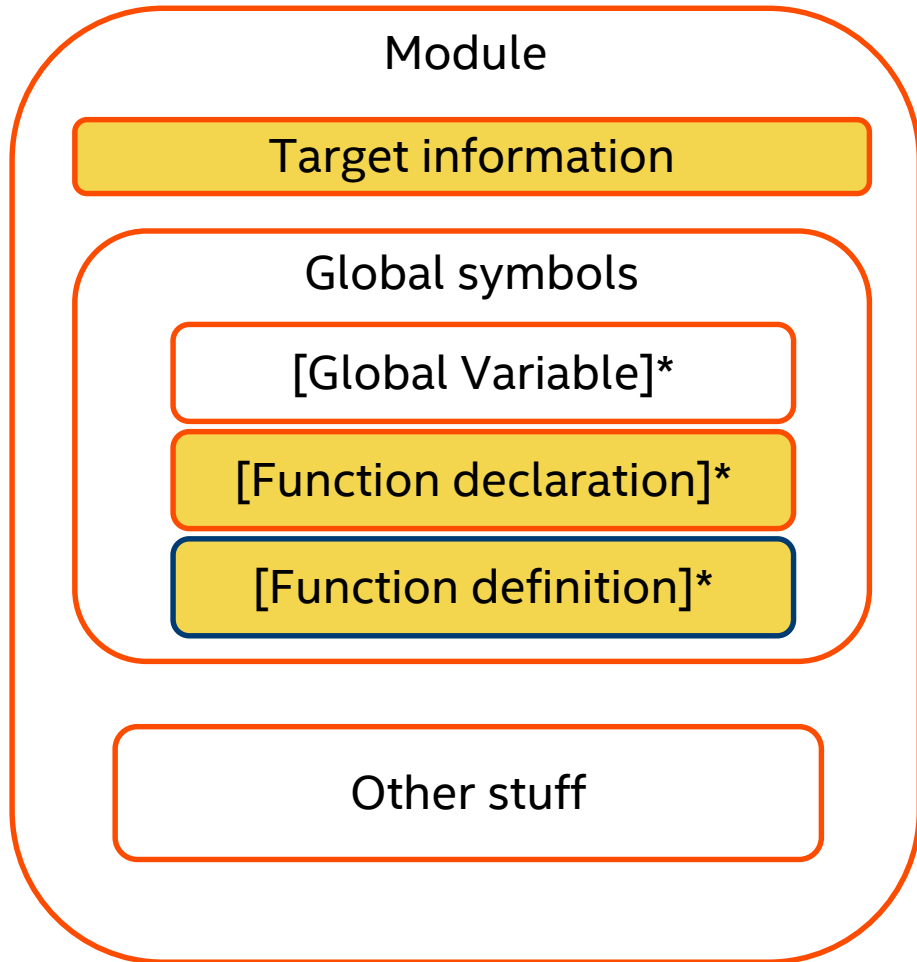 Module
Target information
Global symbols
[Global Variable]*
[Function declaration]*
[Function definition]*
Other stuff